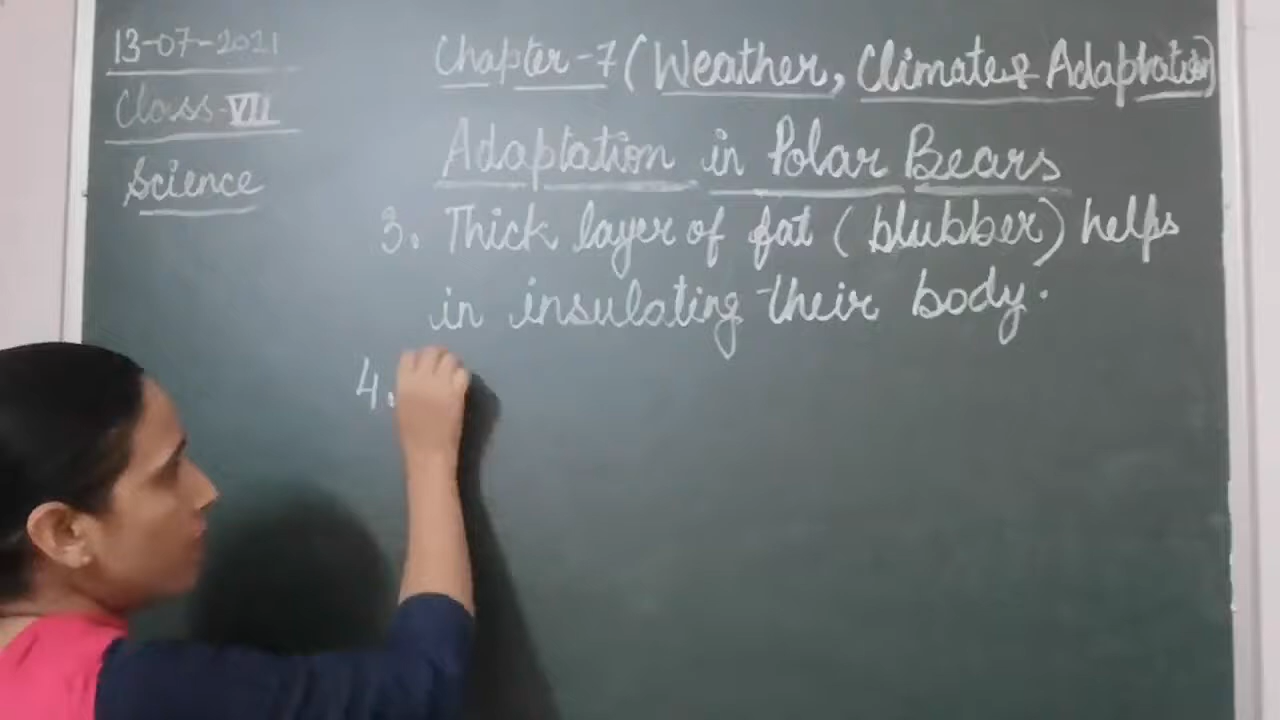 13-07-2021
Class-VII
Science
Chapter-7 (Weather, Climate & Adaptation)
Adaptation in Polar Bears
3. Thick layer of fat (blubber) helps
in insulating their body.
4.